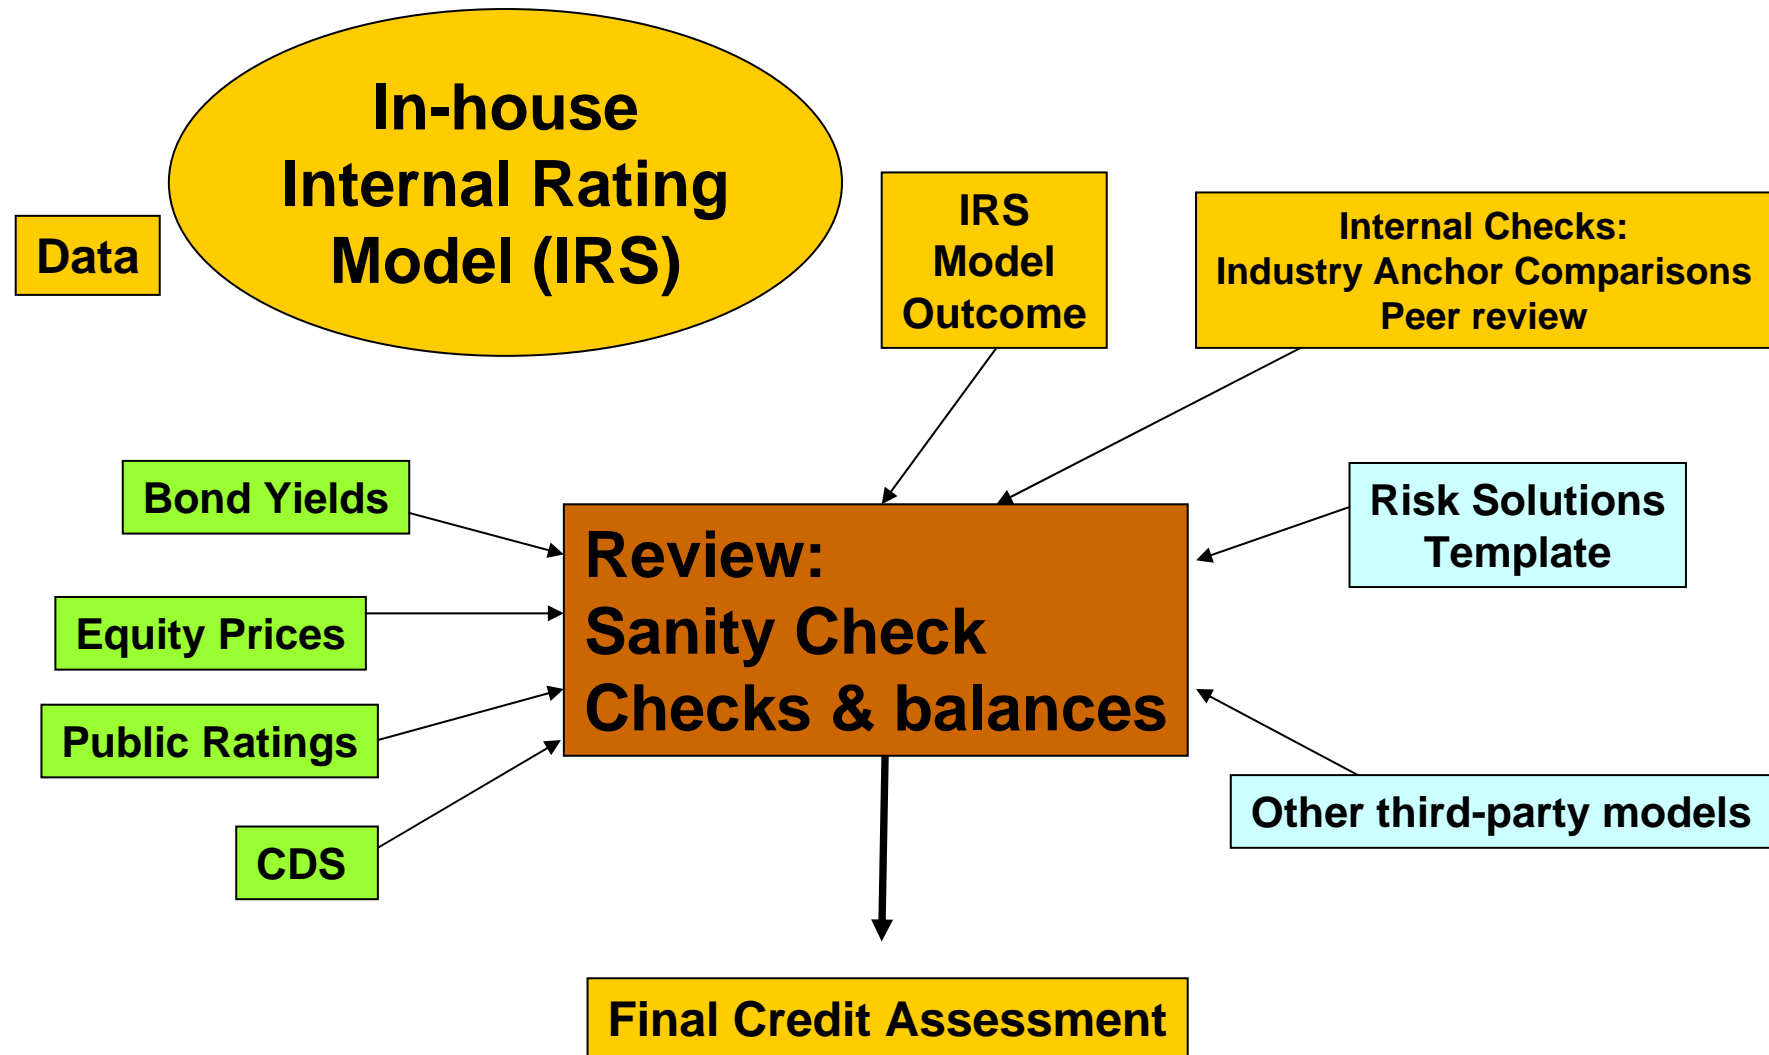 In-house
Internal Rating
Model (IRS)
Data
IRS
Model
Outcome
Internal Checks:
Industry Anchor Comparisons
Peer review
Bond Yields
Equity Prices
Public Ratings
CDS
Review:
Sanity Check
Checks & balances
Risk Solutions
Template
Other third-party models
Final Credit Assessment